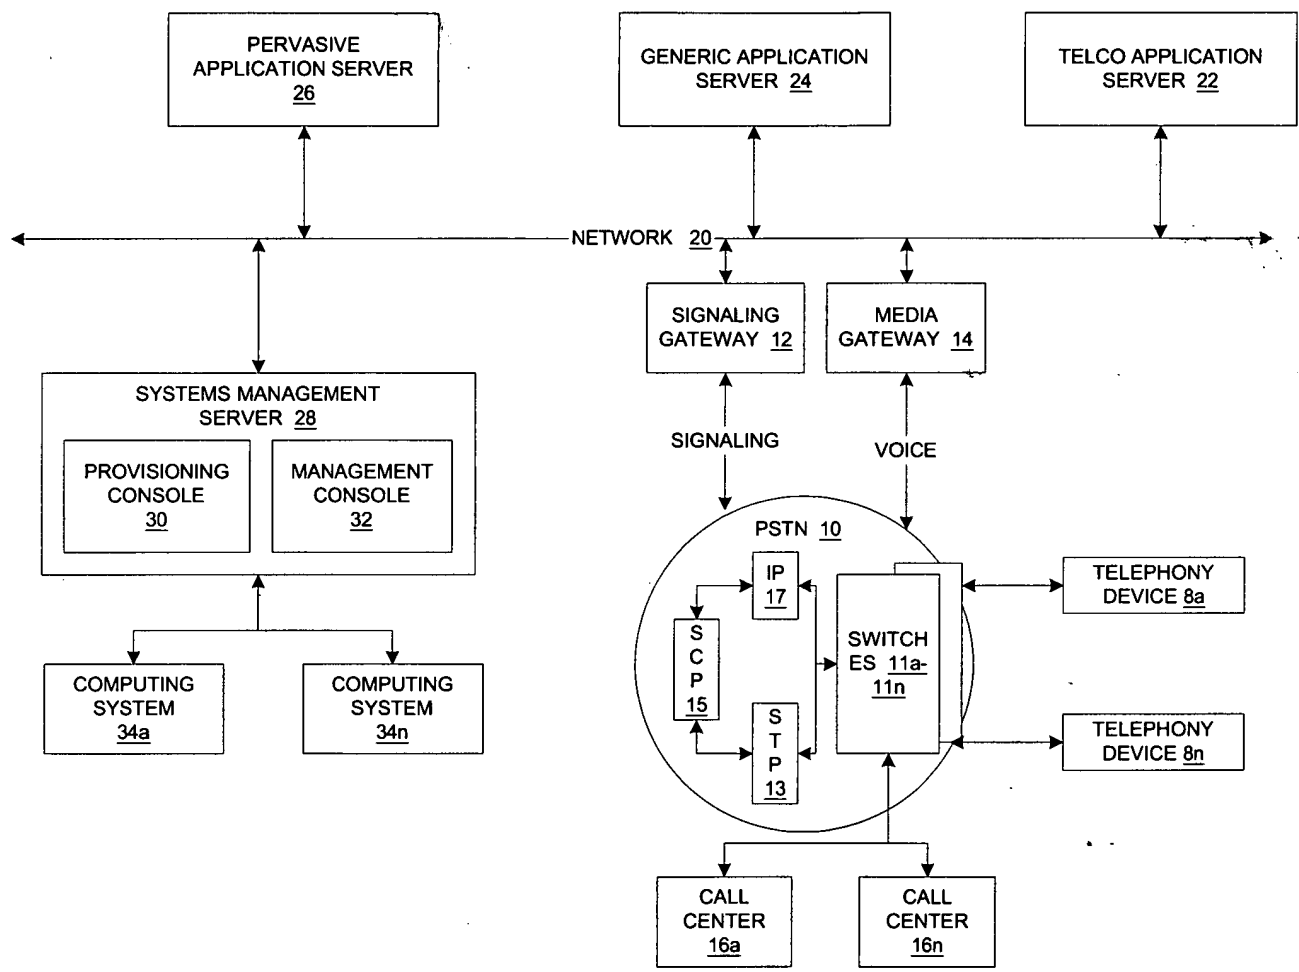 PERVASIVE
APPLICATION SERVER
26
GENERIC APPLICATION
SERVER 24
TELCO APPLICATION
SERVER 22
NETWORK 20
SIGNALING
GATEWAY 12
MEDIA
GATEWAY 14
SYSTEMS MANAGEMENT
SERVER 28
PROVISIONING
CONSOLE
30
MANAGEMENT
CONSOLE
32
SIGNALING
VOICE
PSTN 10
IP
17
S
C
P
15
S
T
P
13
SWITCH
ES 11a-
11n
TELEPHONY
DEVICE 8a
TELEPHONY
DEVICE 8n
COMPUTING
SYSTEM
34a
COMPUTING
SYSTEM
34n
CALL
CENTER
16a
CALL
CENTER
16n